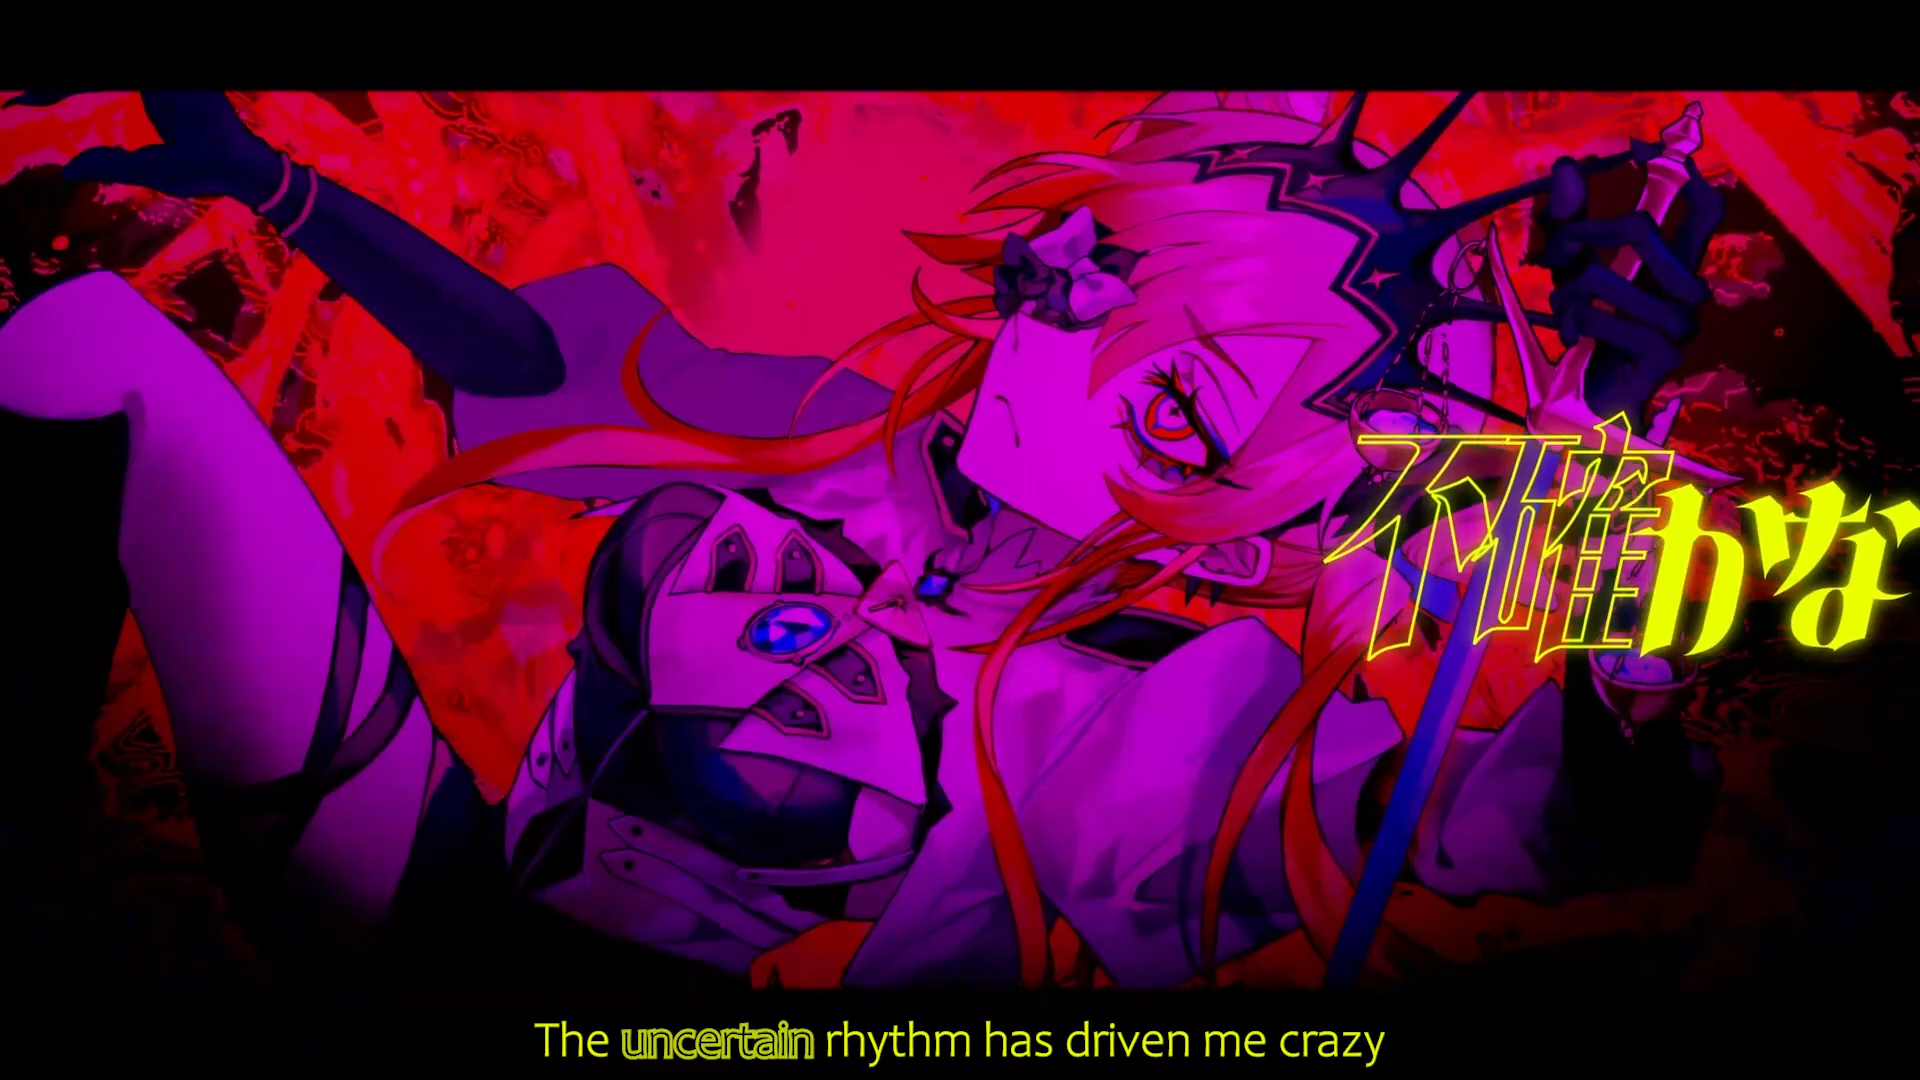 不確かな
The uncertain rhythm has driven me crazy